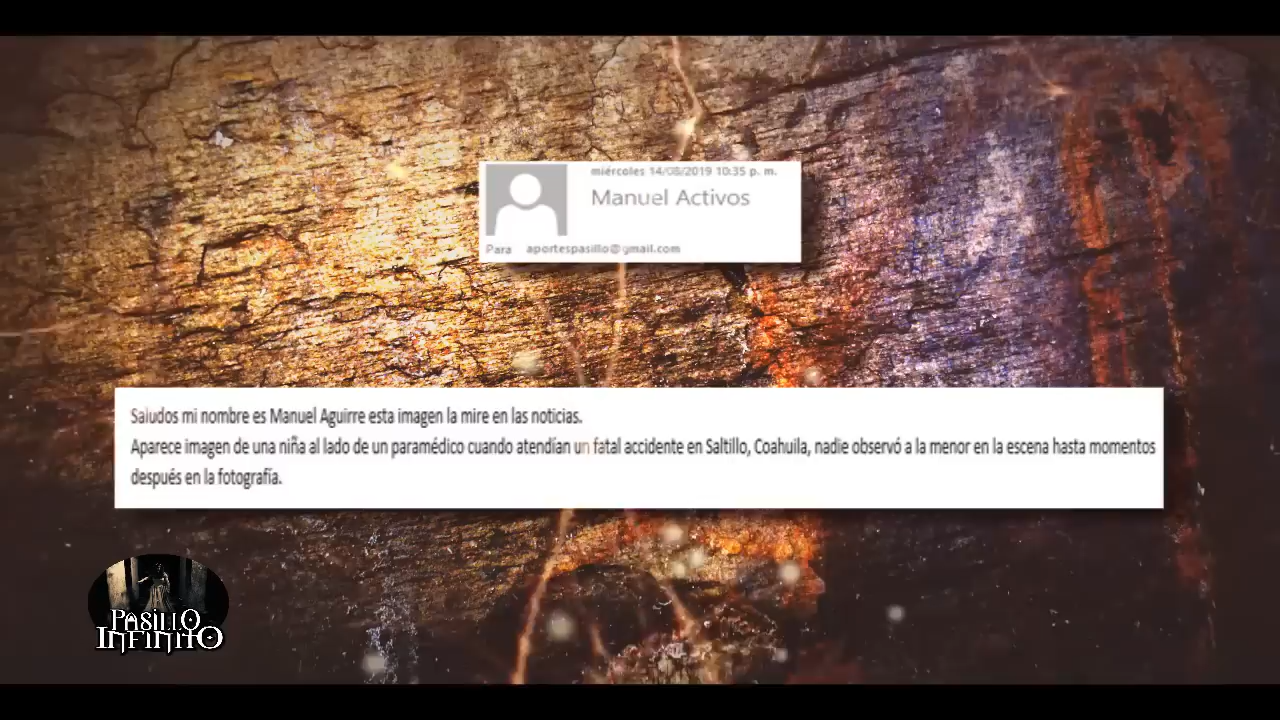 miércoles 14/08/2019 10:35 p. m.
Manuel Activos
Para aportespasillo@gmail.com
Saludos mi nombre es Manuel Aguirre esta imagen la mire en las noticias.
Aparece imagen de una niña al lado de un paramédico cuando atendían un fatal accidente en Saltillo, Coahuila, nadie observó a la menor en la escena hasta momentos
después en la fotografía.
PASILLO
INFINITO